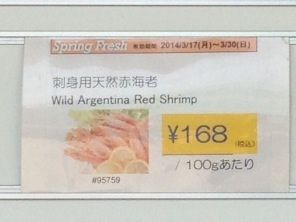 Spring Fresh 有効期間 2014/3/17(月)～3/30(日)
刺身用天然赤海老
Wild Argentina Red Shrimp
¥168
(税込)
/ 100gあたり
#95759